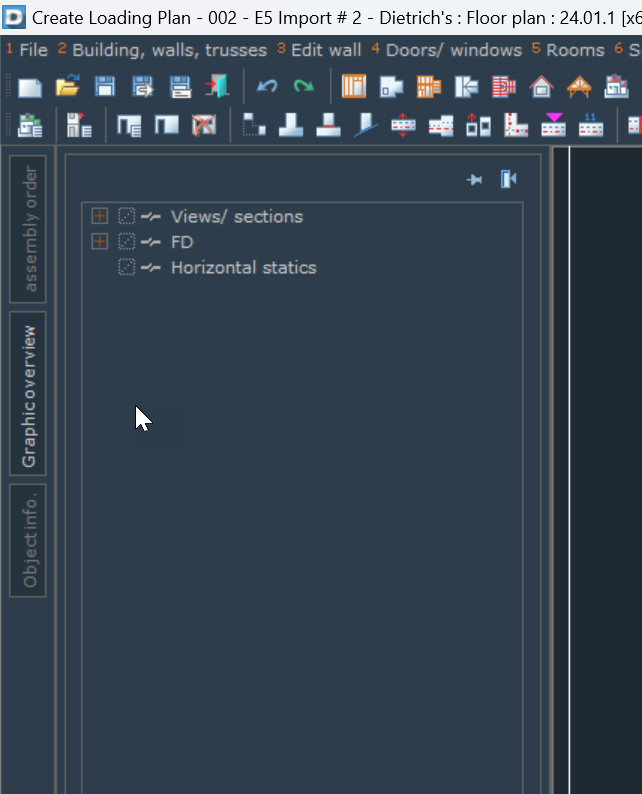 Create Loading Plan - 002 - E5 Import # 2 - Dietrich's : Floor plan : 24.01.1 [x6
1 File 2 Building, walls, trusses 3 Edit wall 4 Doors/ windows 5 Rooms 6 S
11
assembly order
Graphic overview
Object info.
Views/ sections
FD
Horizontal statics